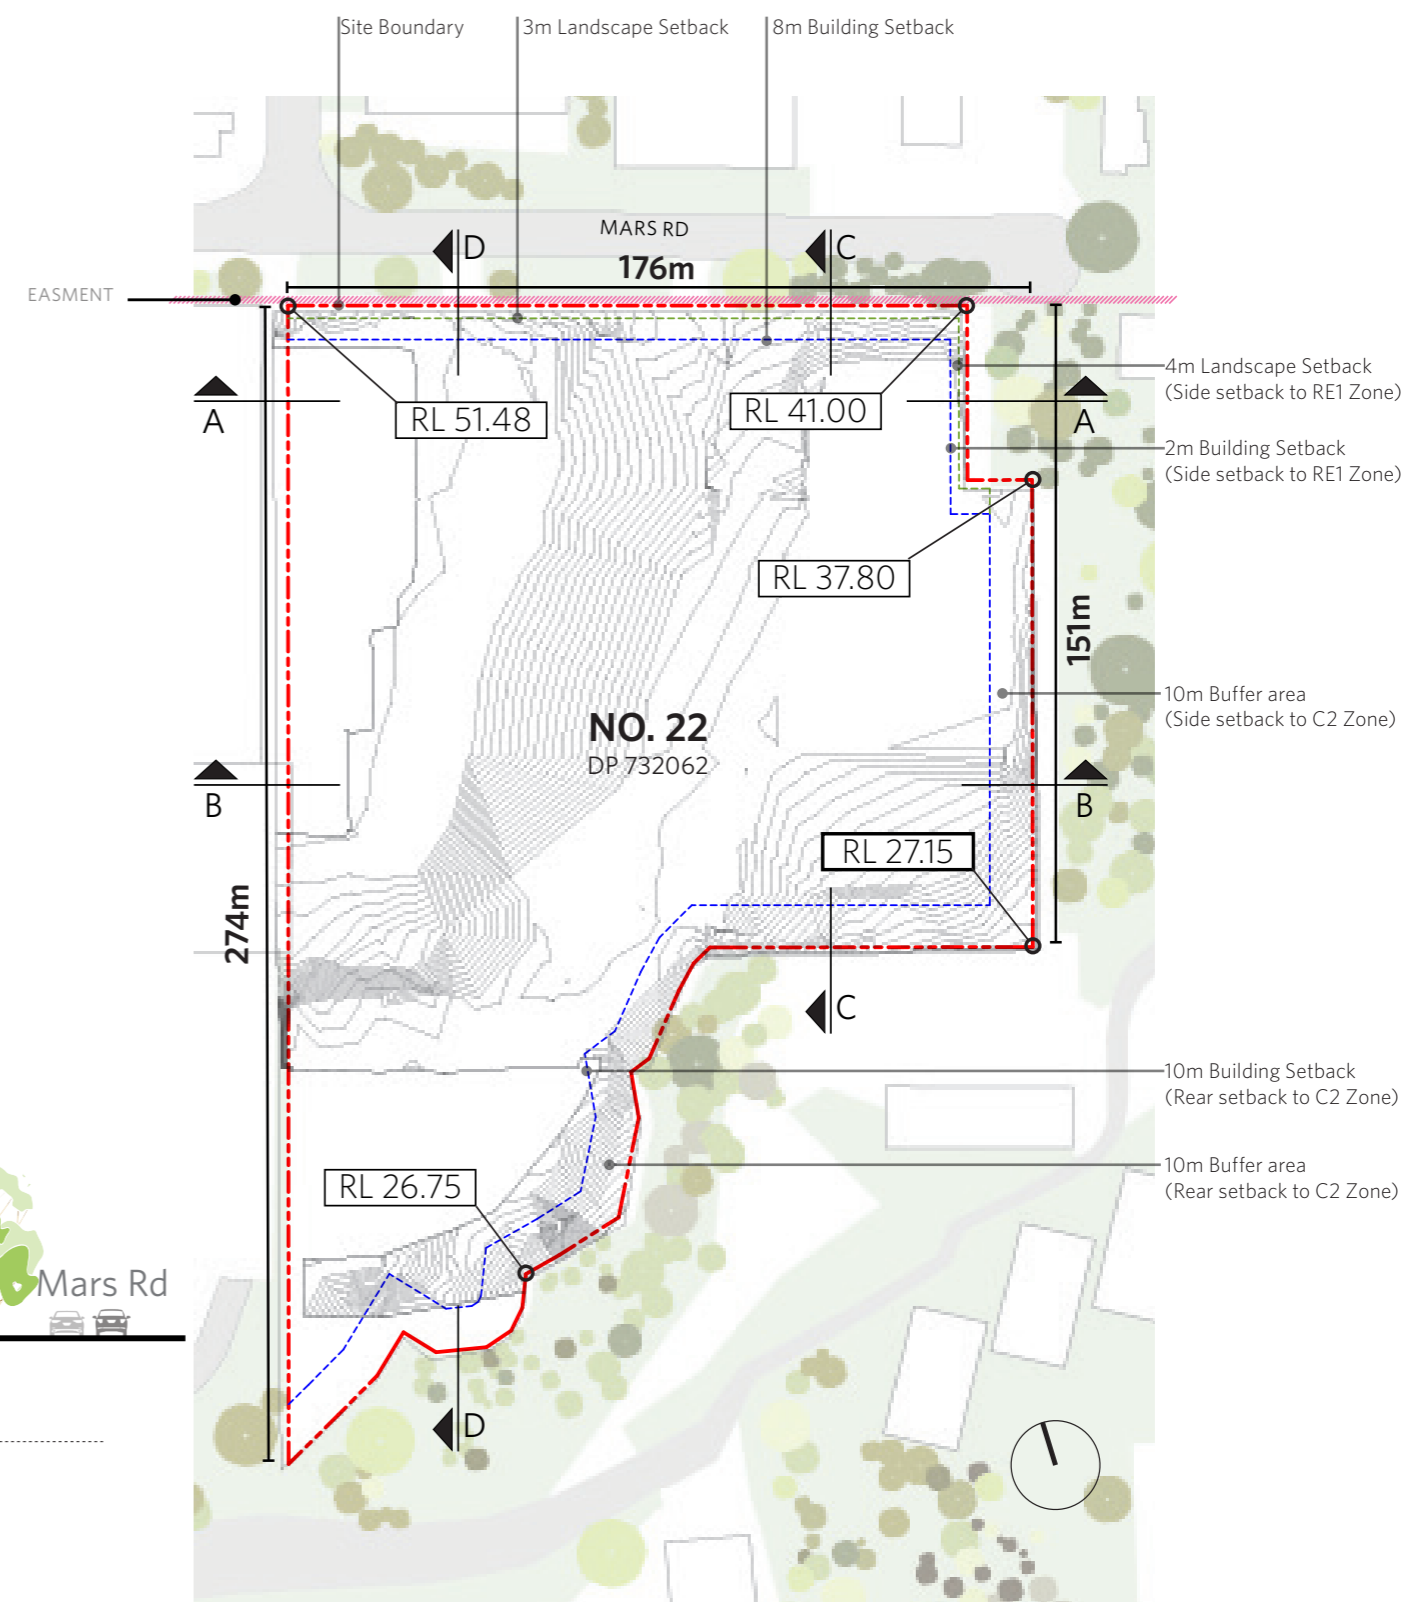 Site Boundary
3m Landscape Setback
8m Building Setback
MARS RD
D
C
176m
EASMENT
4m Landscape Setback
(Side setback to RE1 Zone)
A
RL 51.48
RL 41.00
A
2m Building Setback
(Side setback to RE1 Zone)
RL 37.80
151m
10m Buffer area
(Side setback to C2 Zone)
NO. 22
DP 732062
B
B
RL 27.15
274m
C
10m Building Setback
(Rear setback to C2 Zone)
10m Buffer area
(Rear setback to C2 Zone)
RL 26.75
Mars Rd
D